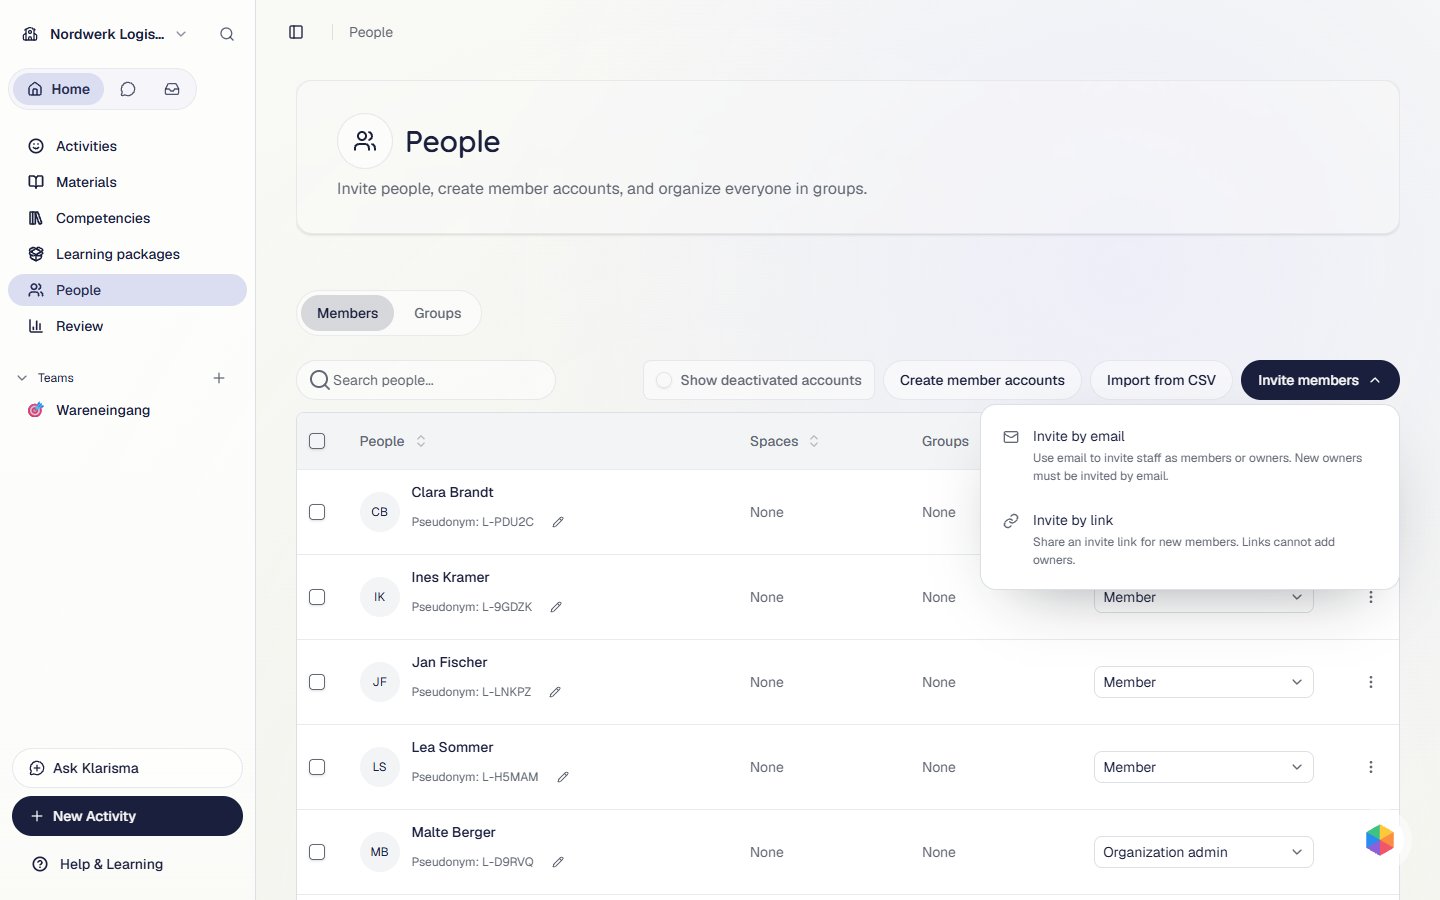 Nordwerk Logis...
People
Home
Activities
Materials
Competencies
Learning packages
People
Review
Teams
Wareneingang
Ask Klarisma
New Activity
Help & Learning
People
Invite people, create member accounts, and organize everyone in groups.
Members
Groups
Search people...
Show deactivated accounts
Create member accounts
Import from CSV
Invite members
Invite by email
Use email to invite staff as members or owners. New owners
must be invited by email.
Invite by link
Share an invite link for new members. Links cannot add
owners.
People
Spaces
Groups
CB
Clara Brandt
Pseudonym: L-PDU2C
None
None
IK
Ines Kramer
Pseudonym: L-9GDZK
None
None
Member
JF
Jan Fischer
Pseudonym: L-LNKPZ
None
None
Member
LS
Lea Sommer
Pseudonym: L-H5MAM
None
None
Member
MB
Malte Berger
Pseudonym: L-D9RVQ
None
None
Organization admin